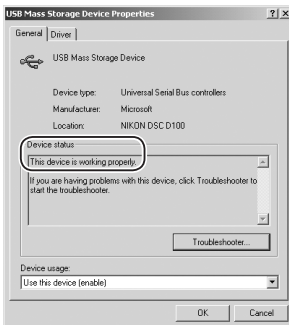 USB Mass Storage Device Properties
General
Driver
USB Mass Storage Device
Device type: Universal Serial Bus controllers
Manufacturer: Microsoft
Location: NIKON DSC D100
Device status
This device is working properly.
If you are having problems with this device, click Troubleshooter to
start the troubleshooter.
Troubleshooter...
Device usage:
Use this device (enable)
OK
Cancel